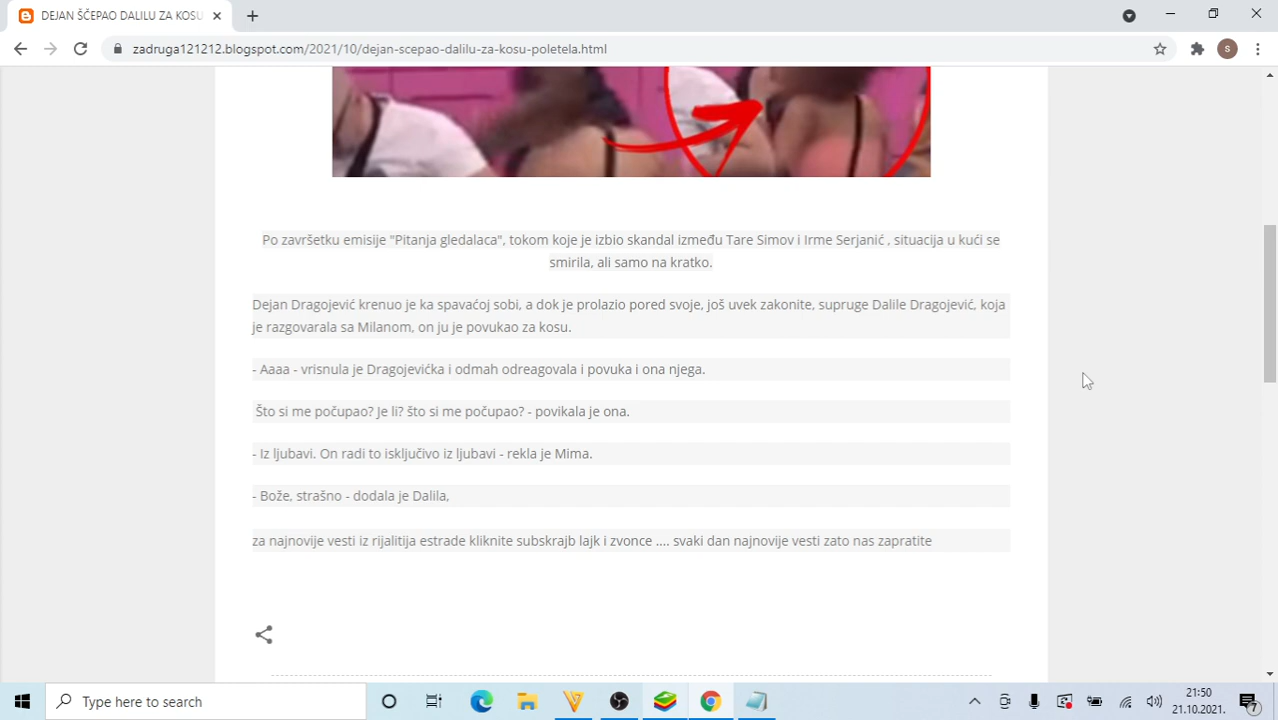 DEJAN ŠČEPAO DALILU ZA KOSU
zadruga121212.blogspot.com/2021/10/dejan-scepao-dalilu-za-kosu-poletela.html
S
Po završetku emisije "Pitanja gledalaca", tokom koje je izbio skandal između Tare Simov i Irme Serjanić , situacija u kući se
smirila, ali samo na kratko.
Dejan Dragojević krenuo je ka spavaćoj sobi, a dok je prolazio pored svoje, još uvek zakonite, supruge Dalile Dragojević, koja
je razgovarala sa Milanom, on ju je povukao za kosu.
- Aaaa - vrisnula je Dragojevićka i odmah odreagovala i povuka i ona njega.
Što si me počupao? Je li? što si me počupao? - povikala je ona.
- Iz ljubavi. On radi to isključivo iz ljubavi - rekla je Mima.
- Bože, strašno - dodala je Dalila,
za najnovije vesti iz rijalitija estrade kliknite subskrajb lajk i zvonce .... svaki dan najnovije vesti zato nas zapratite
Type here to search
21:50
21.10.2021.
7